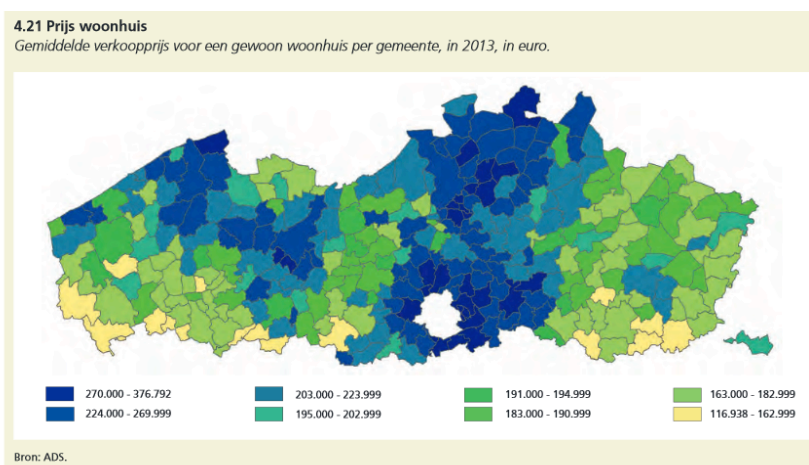 4.21 Prijs woonhuis
Gemiddelde verkoopprijs voor een gewoon woonhuis per gemeente, in 2013, in euro.
270.000 - 376.792
203.000 - 223.999
191.000 - 194.999
163.000 - 182.999
224.000 - 269.999
195.000 - 202.999
183.000 - 190.999
116.938 - 162.999
Bron: ADS.